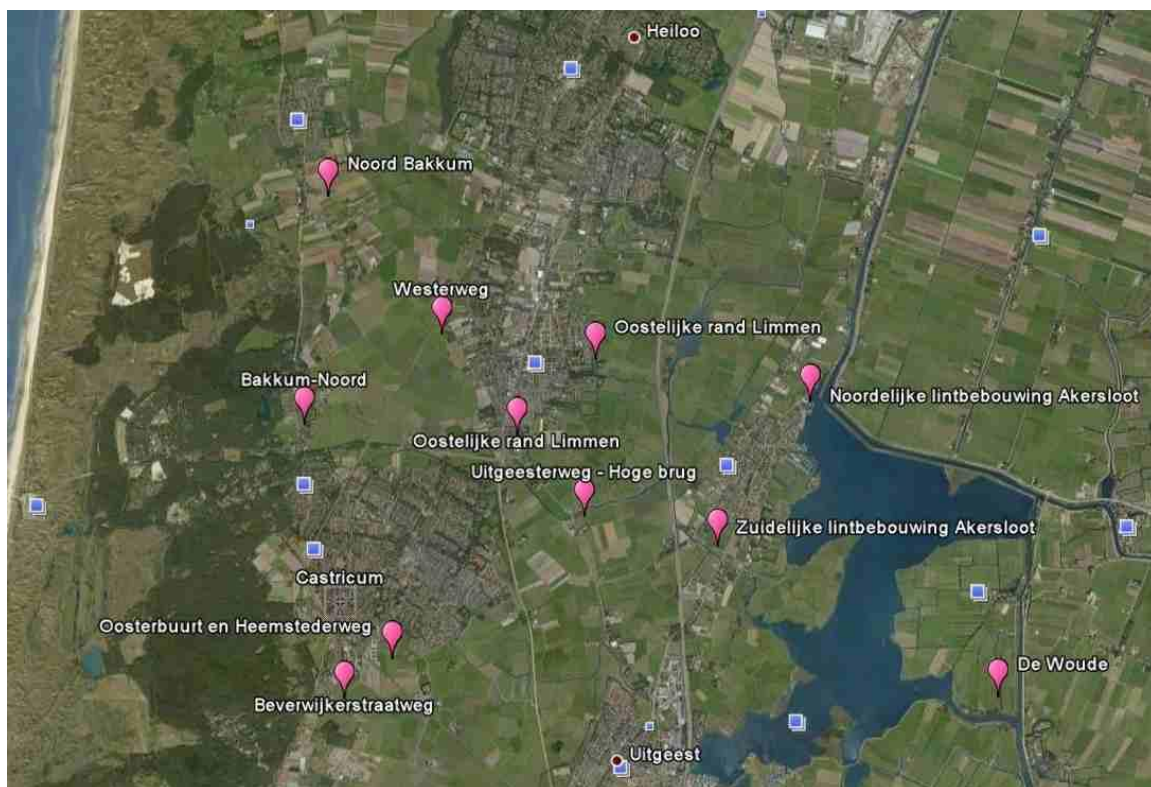 Heiloo
Noord Bakkum
Westerweg
Oostelijke rand Limmen
Bakkum-Noord
Noordelijke lintbebouwing Akersloot
Oostelijke rand Limmen
Uitgeesterweg - Hoge brug
Zuidelijke lintbebouwing Akersloot
Castricum
Oosterbuurt en Heemstederweg
De Woude
Beverwijkerstraatweg
Uitgeest